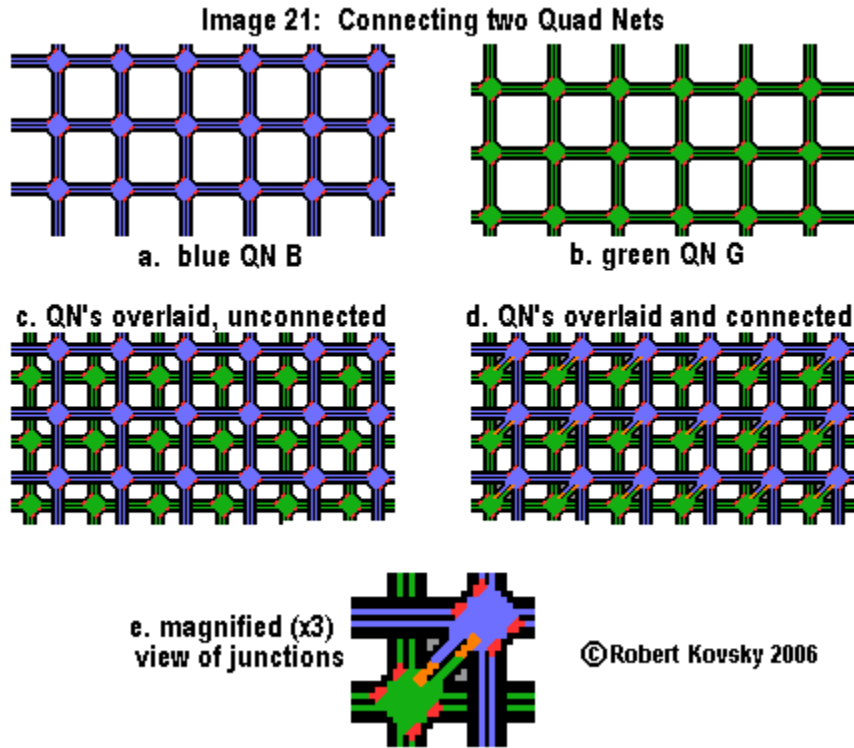 Image 21: Connecting two Quad Nets
a. blue QN B
b. green QN G
c. QN's overlaid, unconnected
d. QN's overlaid and connected
e. magnified (x3)
view of junctions
©Robert Kovsky 2006